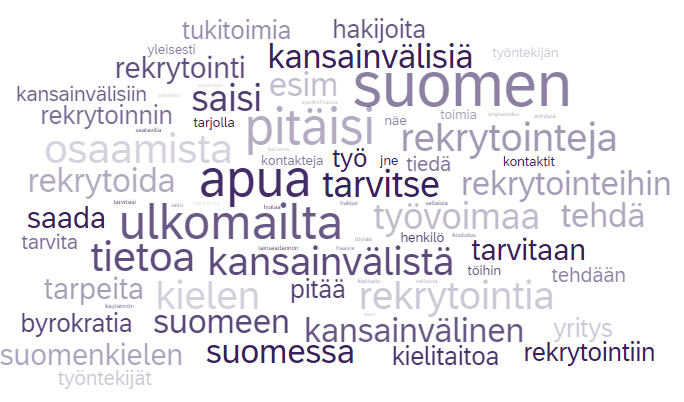 tukitoimia hakijoita
yleisesti kansainvälisiä työntekijän
rekrytointi esim suomen
kansainvälisiin saisi
rekrytoinnin tarjolla pitäisi näe toimia
saatavilla rekrytointeja
osaamista kontakteja työ jne tiedä kontaktit
rekrytoida apua tarvitse rekrytointeihin
saada ulkomailta työvoimaa tehdä
tarvita henkilö
tietoa kansainvälistä tarvitaan
töihin tehdään
tarpeita kielen pitää rekrytointia
byrokratia suomeen kansainvälinen yritys
suomenkielen suomessa kielitaitoa rekrytointiin
työntekijät